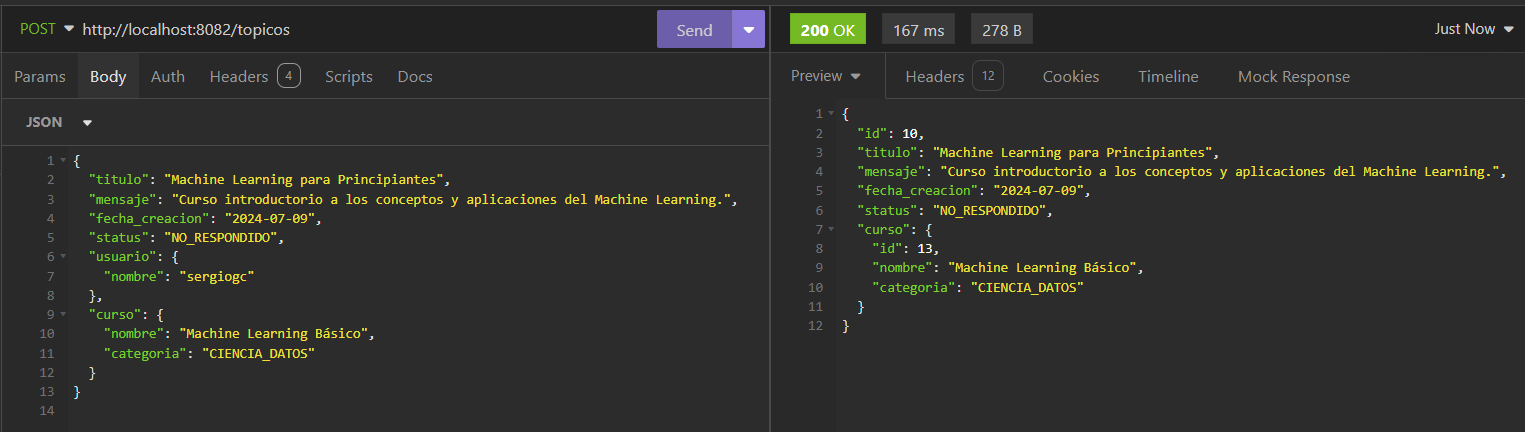 POST http://localhost:8082/topicos Send
Params Body Auth Headers 4 Scripts Docs
JSON
1 {
2 "titulo": "Machine Learning para Principiantes",
3 "mensaje": "Curso introductorio a los conceptos y aplicaciones del Machine Learning.",
4 "fecha_creacion": "2024-07-09",
5 "status": "NO_RESPONDIDO",
6 "usuario": {
7 "nombre": "sergiogc"
8 },
9 "curso": {
10 "nombre": "Machine Learning Básico",
11 "categoria": "CIENCIA_DATOS"
12 }
13 }
14
200 OK 167 ms 278 B Just Now
Preview Headers 12 Cookies Timeline Mock Response
1 {
2 "id": 10,
3 "titulo": "Machine Learning para Principiantes",
4 "mensaje": "Curso introductorio a los conceptos y aplicaciones del Machine Learning.",
5 "fecha_creacion": "2024-07-09",
6 "status": "NO_RESPONDIDO",
7 "curso": {
8 "id": 13,
9 "nombre": "Machine Learning Básico",
10 "categoria": "CIENCIA_DATOS"
11 }
12 }